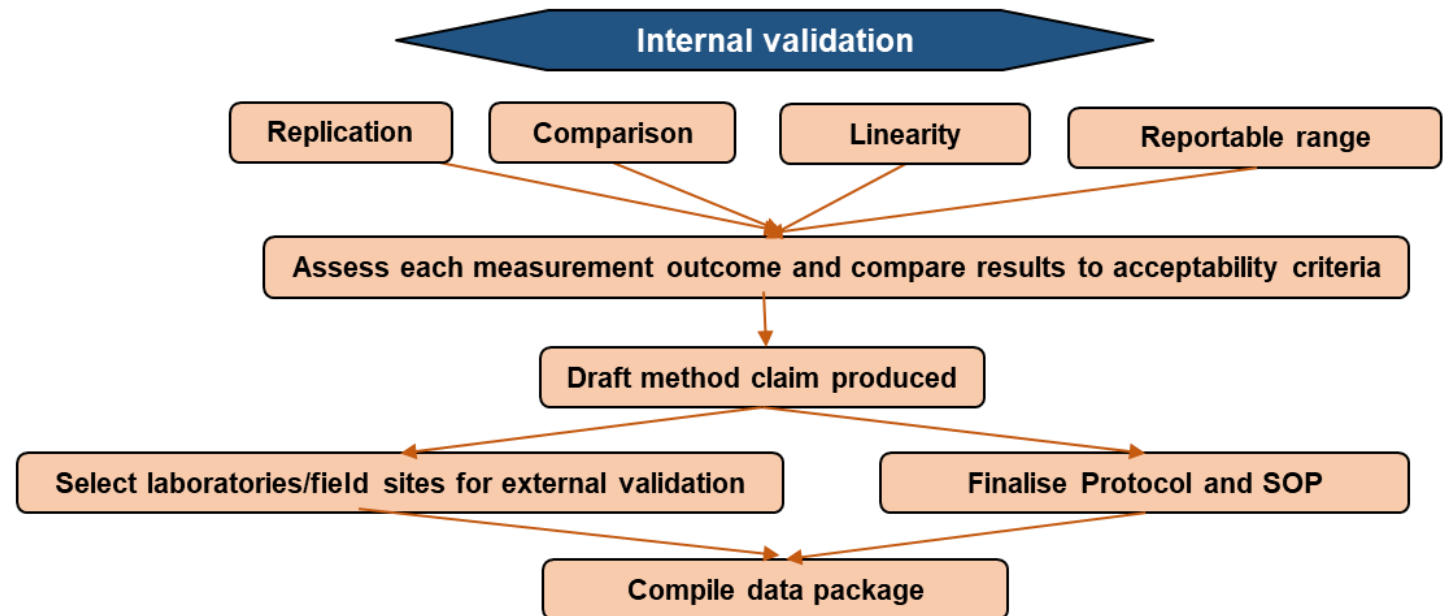 Internal validation
Replication
Comparison
Linearity
Reportable range
Assess each measurement outcome and compare results to acceptability criteria
Draft method claim produced
Select laboratories/field sites for external validation
Finalise Protocol and SOP
Compile data package